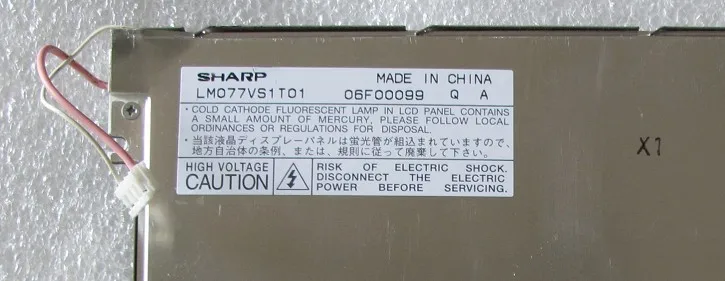 SHARP MADE IN CHINA
LM077VS1T01 06F00099 Q A
・COLD CATHODE FLUORESCENT LAMP IN LCD PANEL CONTAINS
A SMALL AMOUNT OF MERCURY, PLEASE FOLLOW LOCAL
ORDINANCES OR REGULATIONS FOR DISPOSAL.
・当該液晶ディスプレーパネルは蛍光管が組込まれていますので、
地方自治体の条例、または、規則に従って廃棄して下さい。
HIGH VOLTAGE
CAUTION
RISK OF ELECTRIC SHOCK.
DISCONNECT THE ELECTRIC
POWER BEFORE SERVICING.
X1